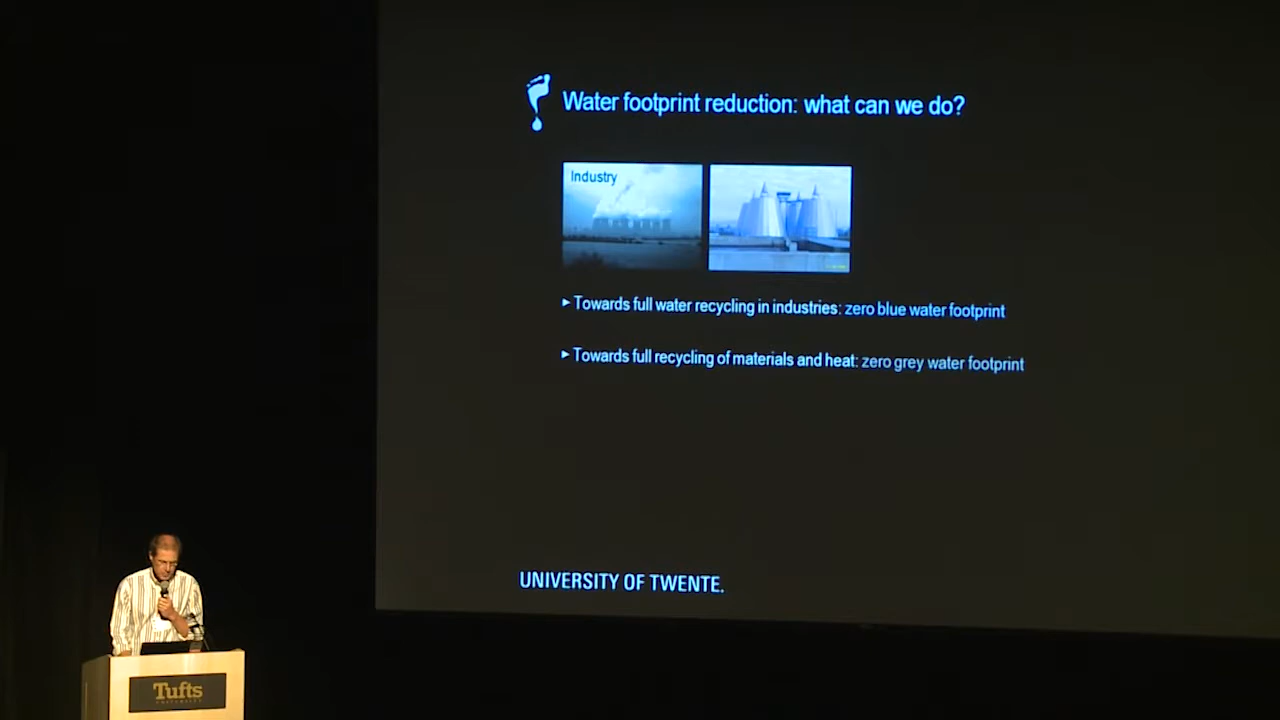 Water footprint reduction: what can we do?
Industry
► Towards full water recycling in industries: zero blue water footprint
► Towards full recycling of materials and heat: zero grey water footprint
UNIVERSITY OF TWENTE.
Tufts